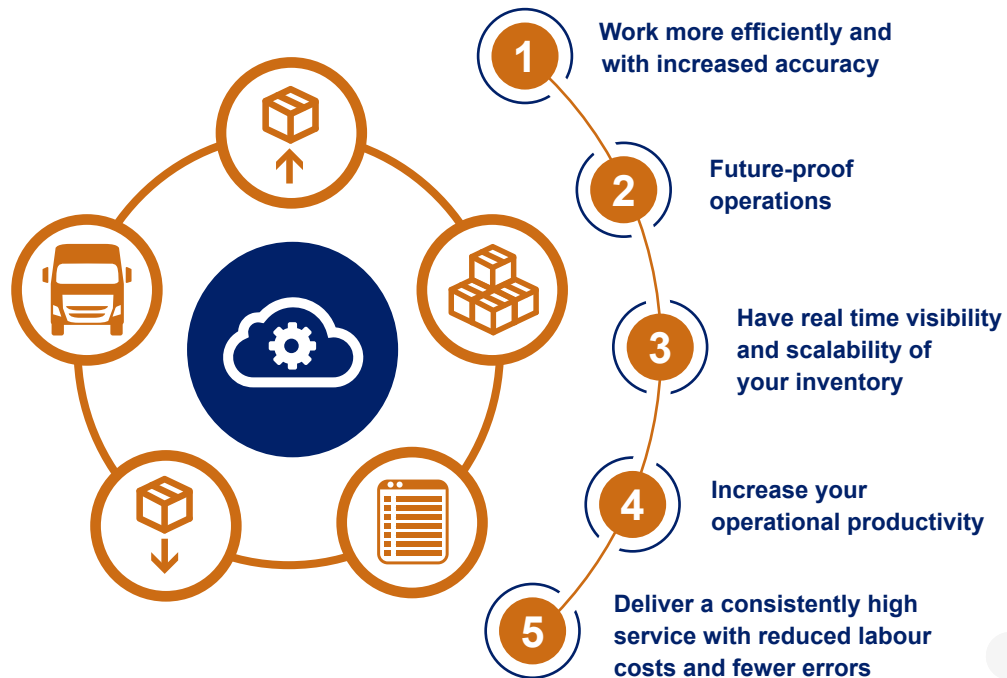 1
Work more efficiently and
with increased accuracy
2
Future-proof
operations
3
Have real time visibility
and scalability of
your inventory
4
Increase your
operational productivity
5
Deliver a consistently high
service with reduced labour
costs and fewer errors